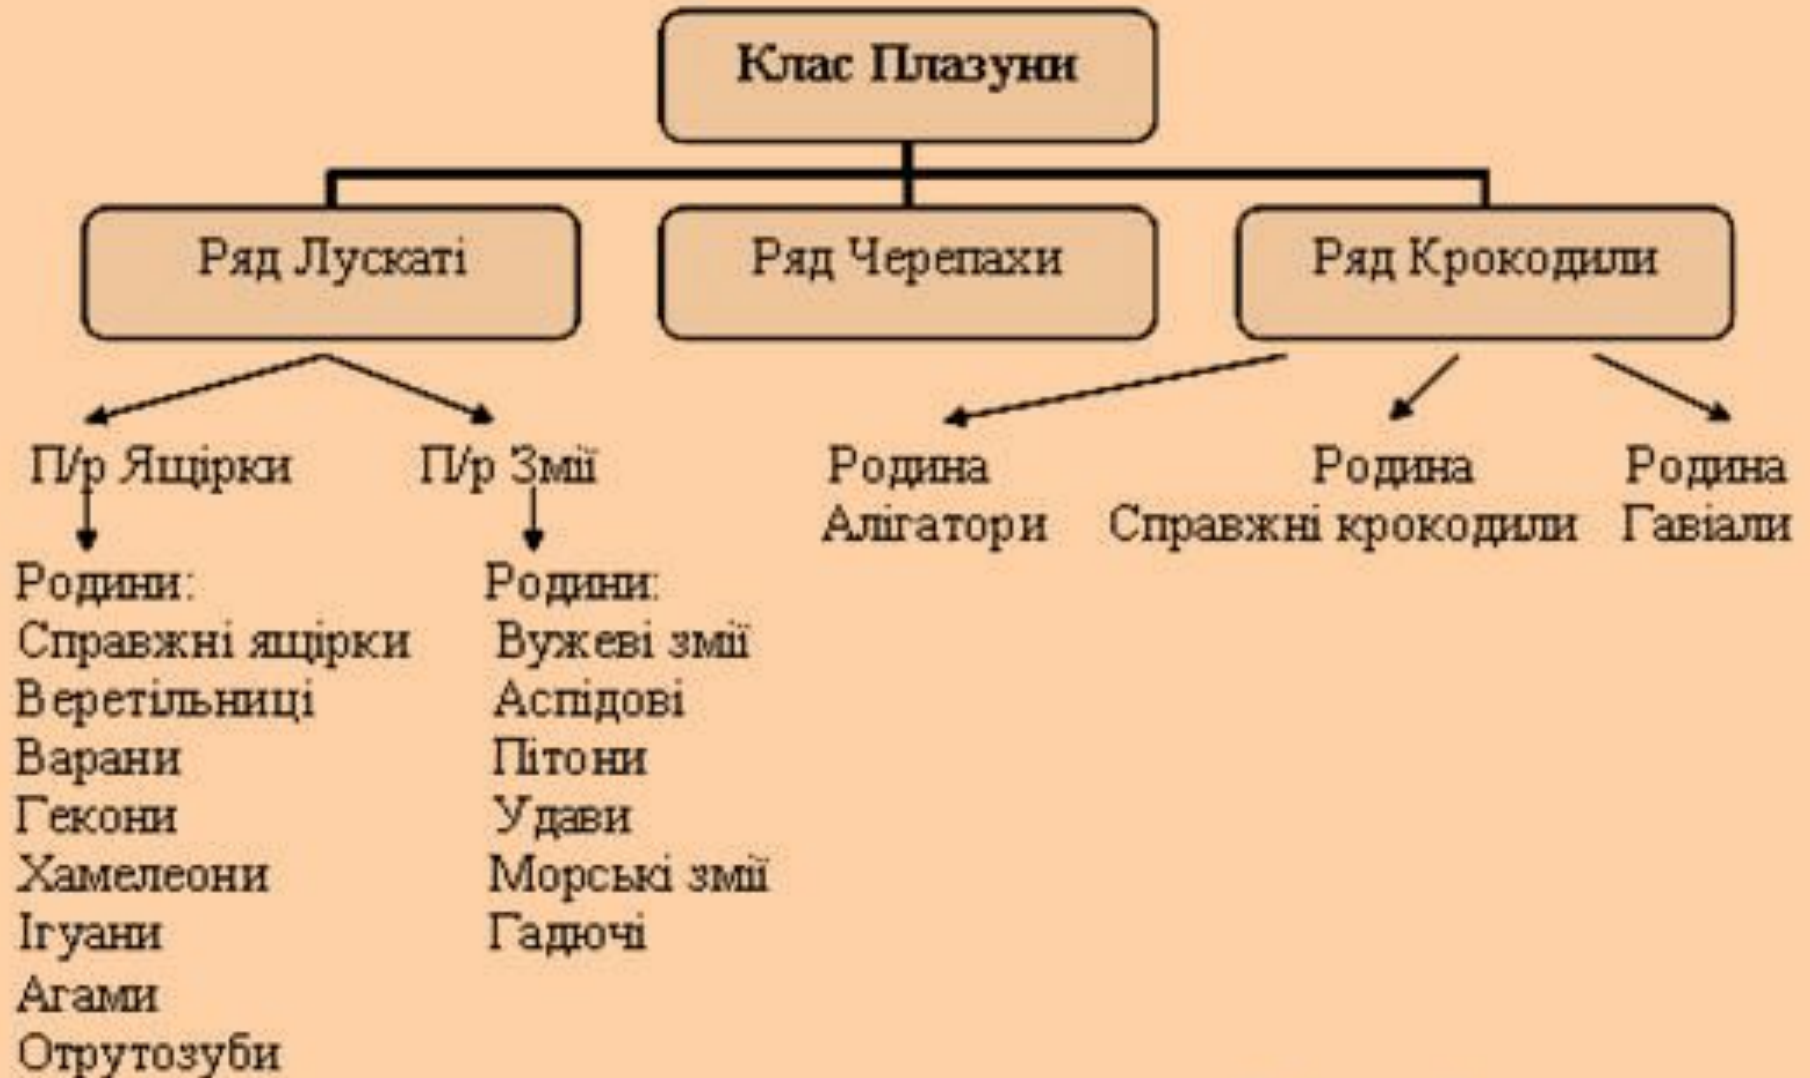 Клас Плазуни
Ряд Лускаті
Ряд Черепахи
Ряд Крокодили
П/р Ящірки
П/р Змії
Родини:
Справжні ящірки
Веретільниці
Варани
Гекони
Хамелеони
Ігуани
Агами
Отрутозуби
Родини:
Вужеві змії
Аспідові
Пітони
Удави
Морські змії
Гадючі
Родина
Алігатори
Родина
Справжні крокодили
Родина
Гавіали